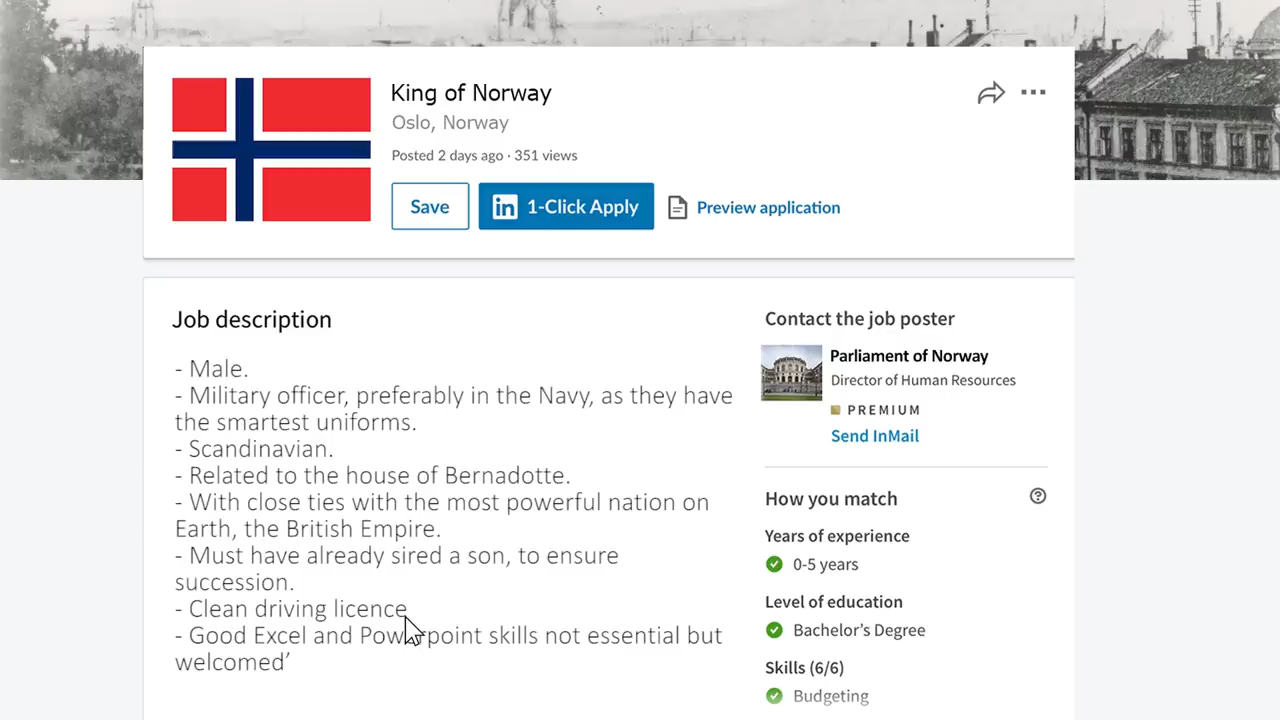 King of Norway
Oslo, Norway
Posted 2 days ago · 351 views
Save
in 1-Click Apply
Preview application
Job description
- Male.
- Military officer, preferably in the Navy, as they have
the smartest uniforms.
- Scandinavian.
- Related to the house of Bernadotte.
- With close ties with the most powerful nation on
Earth, the British Empire.
- Must have already sired a son, to ensure
succession.
- Clean driving licence
- Good Excel and Powerpoint skills not essential but
welcomed’
Contact the job poster
Parliament of Norway
Director of Human Resources
PREMIUM
Send InMail
How you match
Years of experience
0-5 years
Level of education
Bachelor’s Degree
Skills (6/6)
Budgeting